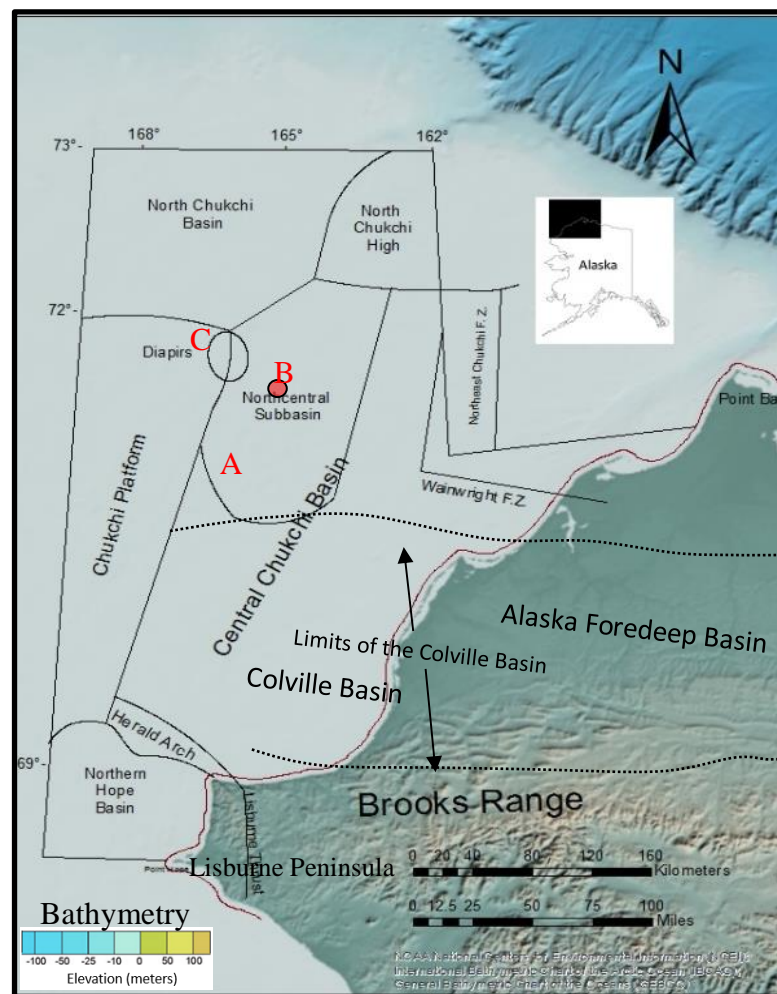 N
168°
165°
162°
73°
North Chukchi
Basin
North
Chukchi
High
Alaska
72°
C
Diapirs
B
Northcentral
Subbasin
Northeast Chukchi F.Z.
Point Ba
A
Wainwright F.Z.
Chukchi Platform
Central Chukchi Basin
Alaska Foredeep Basin
Limits of the Colville Basin
Colville Basin
Herald Arch
69°
Northern
Hope
Basin
Lisburne Thrust
Brooks Range
Point Hope
Lisburne Peninsula
0 20 40 80 120 160
Kilometers
0 12.5 25 50 75 100
Miles
Bathymetry
-100 -50 -25 -10 0 50 100
Elevation (meters)
NOAA National Centers for Environmental Information (NCEI);
International Bathymetric Chart of the Arctic Ocean (IBCAO);
General Bathymetric Chart of the Oceans (GEBCO)